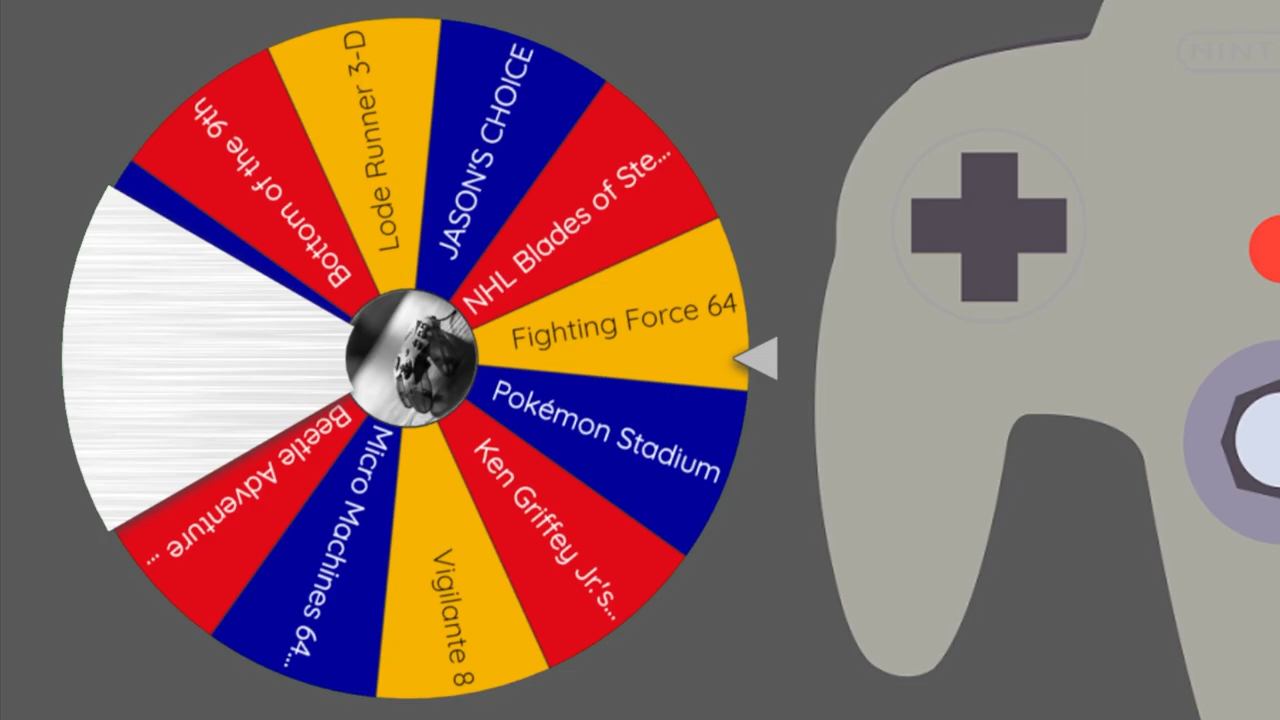 Bottom of the 9th
Lode Runner 3-D
JASON'S CHOICE
NHL Blades of Ste...
Fighting Force 64
Pokémon Stadium
Ken Griffey Jr.'s...
Vigilante 8
Micro Machines 64...
Beetle Adventure ...
NINT